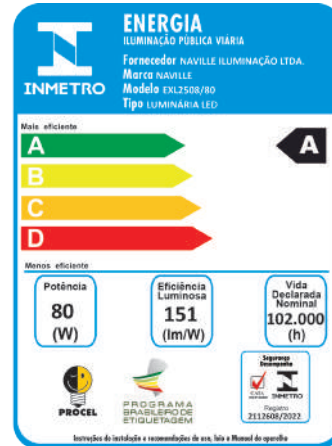 ENERGIA
ILUMINAÇÃO PÚBLICA VIÁRIA
Fornecedor NAVILLE ILUMINAÇÃO LTDA.
Marca NAVILLE
Modelo EXL2508/80
Tipo LUMINÁRIA LED
INMETRO
Mais eficiente
A
A
B
C
D
Menos eficiente
Potência
80
(W)
Eficiência
Luminosa
151
(lm/W)
Vida
Declarada
Nominal
102.000
(h)
PROCEL
PROGRAMA
BRASILEIRO DE
ETIQUETAGEM
Segurança
Desempenho
INMETRO
Registro
2112608/2022
Instruções de instalação e recomendações de uso, leia o Manual do aparelho